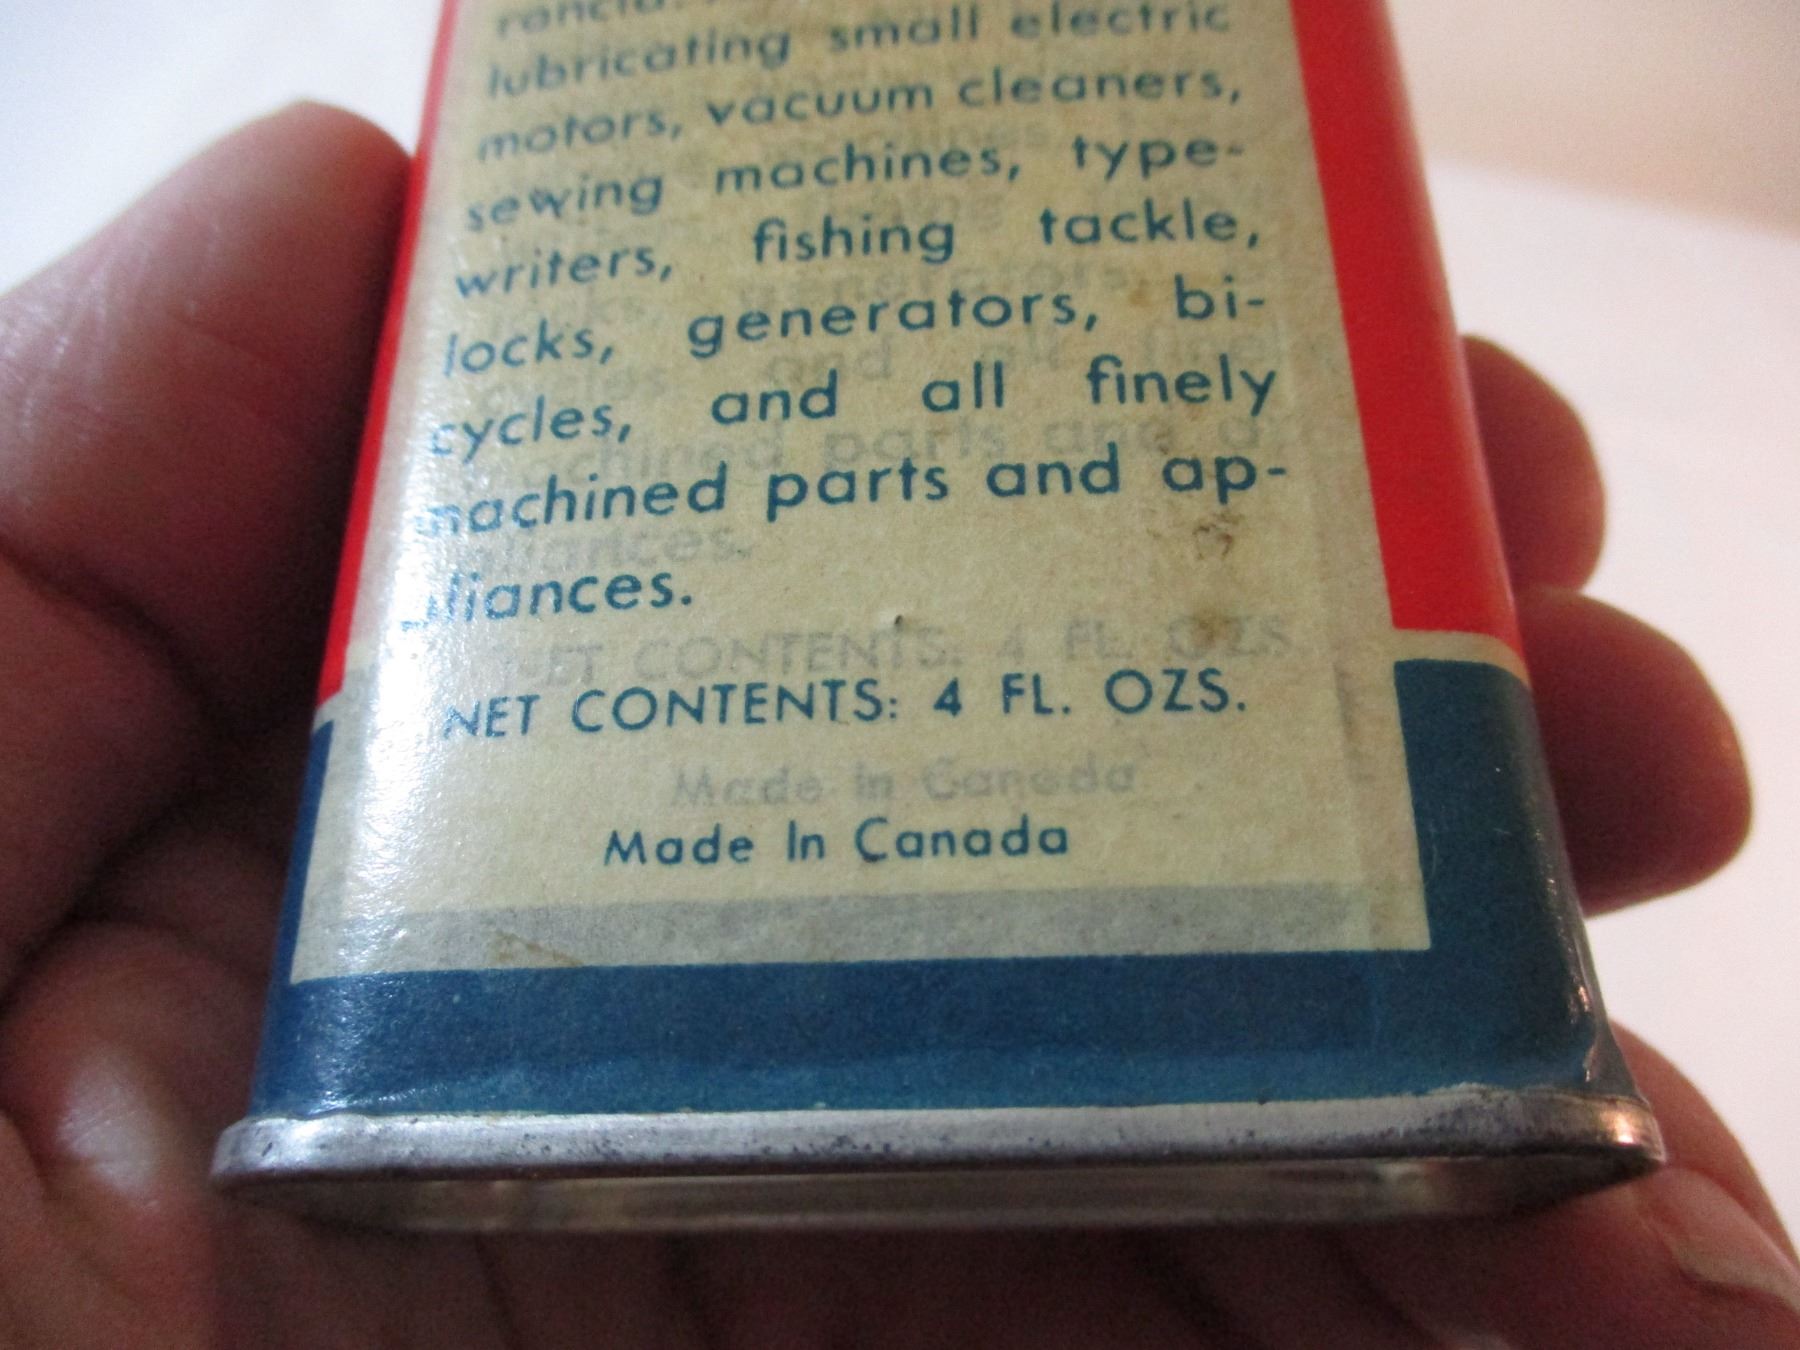 lubricating small electric
motors, vacuum cleaners,
sewing machines, type-
writers, fishing tackle,
locks, generators, bi-
cycles, and all finely
machined parts and ap-
pliances.
NET CONTENTS: 4 FL. OZS.
Made In Canada